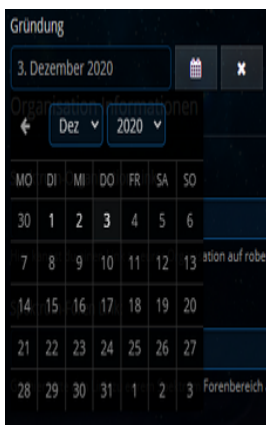 Gründung
3. Dezember 2020
Organisation-Informationen
Dez 2020
MO DI MI DO FR SA SO
30 1 2 3 4 5 6
7 8 9 10 11 12 13
ation auf robe
14 15 16 17 18 19 20
21 22 23 24 25 26 27
28 29 30 31 1 2 3
Forenbereich